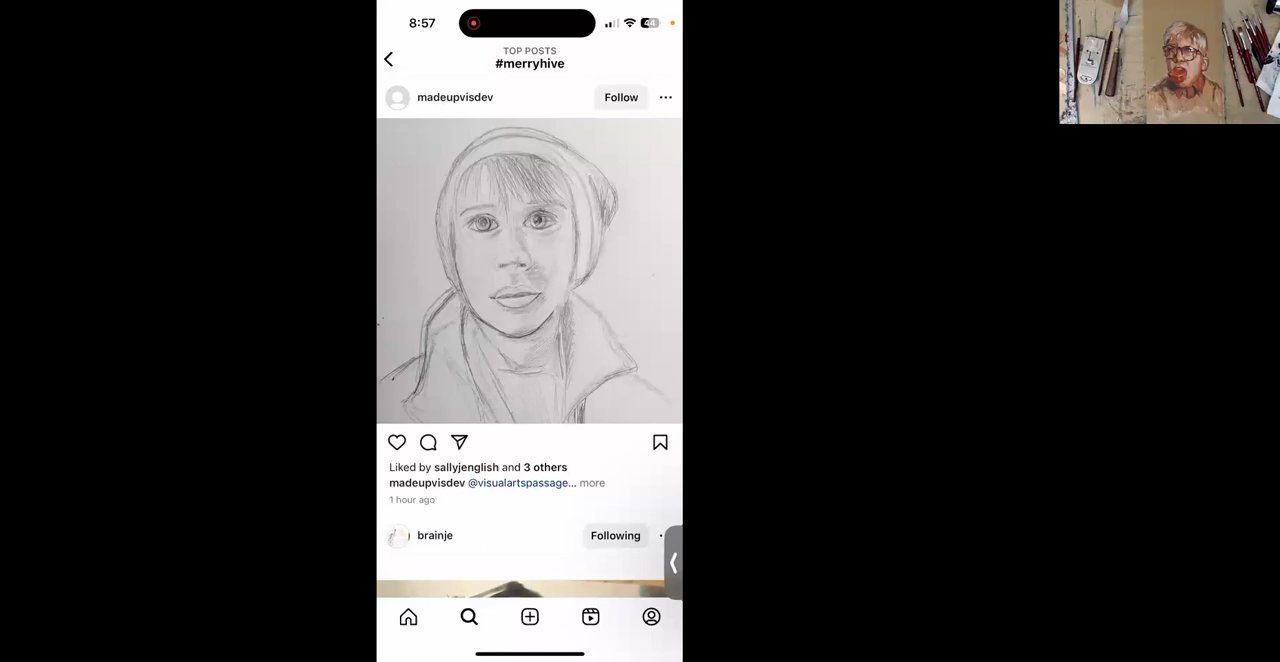 8:57
44
TOP POSTS
#merryhive
madeupvisdev
Follow
Liked by sallyjenglish and 3 others
madeupvisdev @visualartspassage... more
1 hour ago
brainje
Following